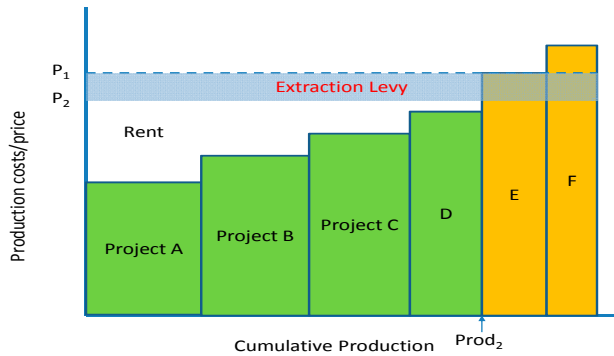 P1
Extraction Levy
P2
Rent
Production costs/price
Project A
Project B
Project C
D
E
F
Cumulative Production
Prod2